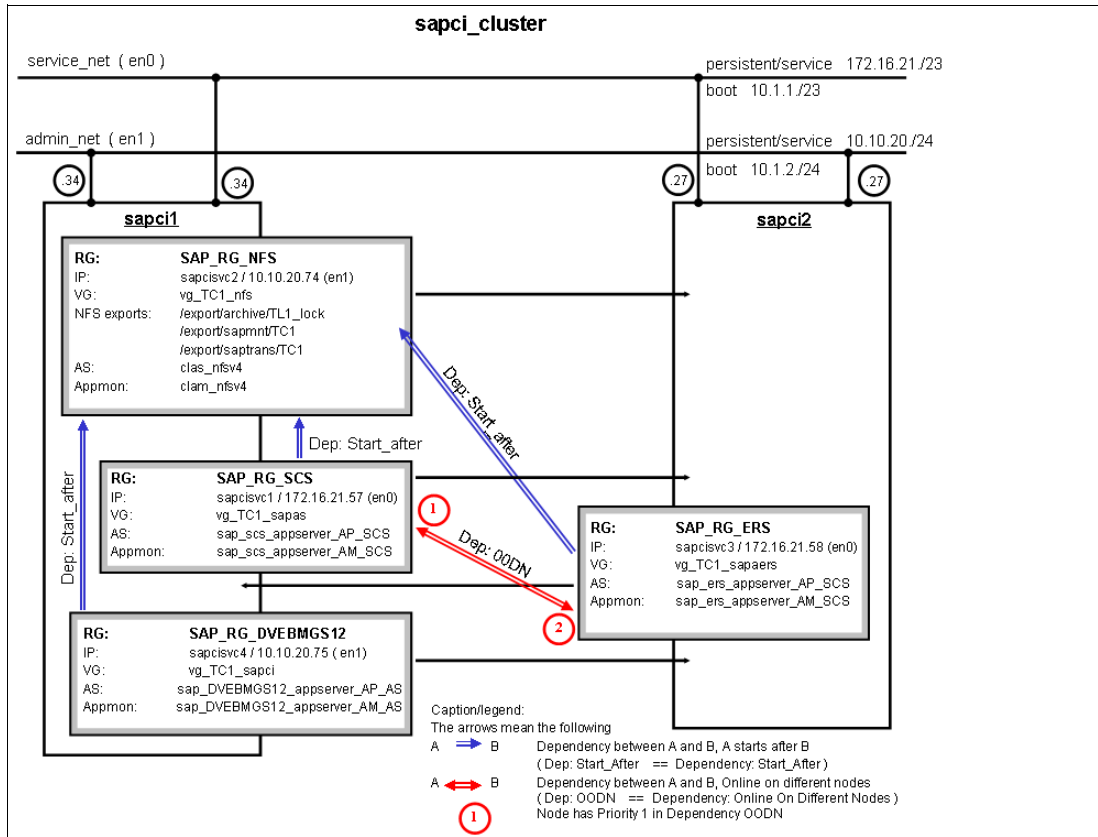 sapci_cluster
service_net ( en0 )
persistent/service 172.16.21./23
boot 10.1.1./23
admin_net ( en1 )
persistent/service 10.10.20./24
boot 10.1.2./24
.34
.34
.27
.27
sapci1
sapci2
RG: SAP_RG_NFS
IP: sapcisvc2 / 10.10.20.74 (en1)
VG: vg_TC1_nfs
NFS exports: /export/archive/TL1_lock
/export/sapmnt/TC1
/export/saptrans/TC1
AS: clas_nfsv4
Appmon: clam_nfsv4
Dep: Start_after
Dep: Start_after
Dep: Start_after
RG: SAP_RG_SCS
IP: sapcisvc1 / 172.16.21.57 (en0)
VG: vg_TC1_sapas
AS: sap_scs_appserver_AP_SCS
Appmon: sap_scs_appserver_AM_SCS
1
Dep: 00DN
2
RG: SAP_RG_ERS
IP: sapcisvc3 / 172.16.21.58 (en0)
VG: vg_TC1_sapaers
AS: sap_ers_appserver_AP_SCS
Appmon: sap_ers_appserver_AM_SCS
RG: SAP_RG_DVEBMGS12
IP: sapcisvc4 / 10.10.20.75 ( en1)
VG: vg_TC1_sapci
AS: sap_DVEBMGS12_appserver_AP_AS
Appmon: sap_DVEBMGS12_appserver_AM_AS
Caption/legend:
The arrows mean the following
A B Dependency between A and B, A starts after B
( Dep: Start_After == Dependency: Start_After )
A B Dependency between A and B, Online on different nodes
( Dep: OODN == Dependency: Online On Different Nodes )
1 Node has Priority 1 in Dependency OODN